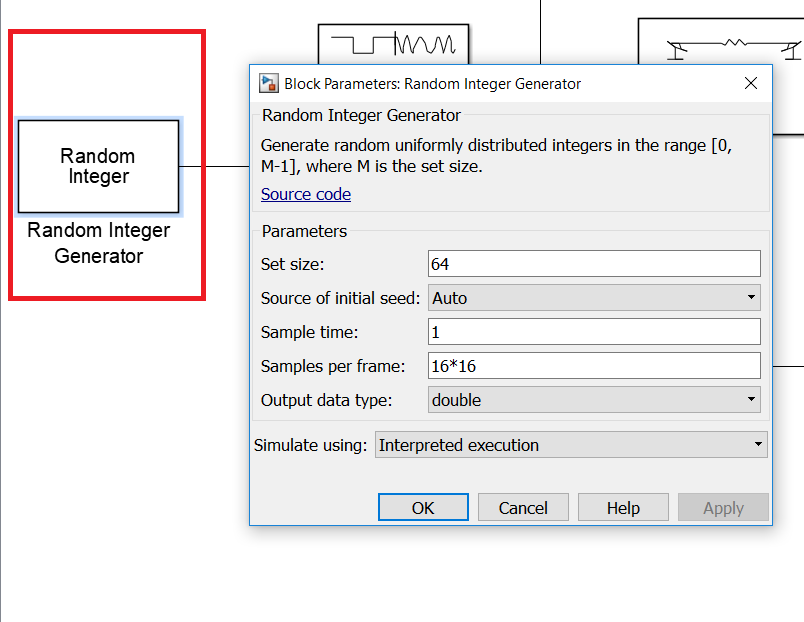 Random
Integer
Random Integer
Generator
Block Parameters: Random Integer Generator
Random Integer Generator
Generate random uniformly distributed integers in the range [0,
M-1], where M is the set size.
Source code
Parameters
Set size: 64
Source of initial seed: Auto
Sample time: 1
Samples per frame: 16*16
Output data type: double
Simulate using: Interpreted execution
OK Cancel Help Apply